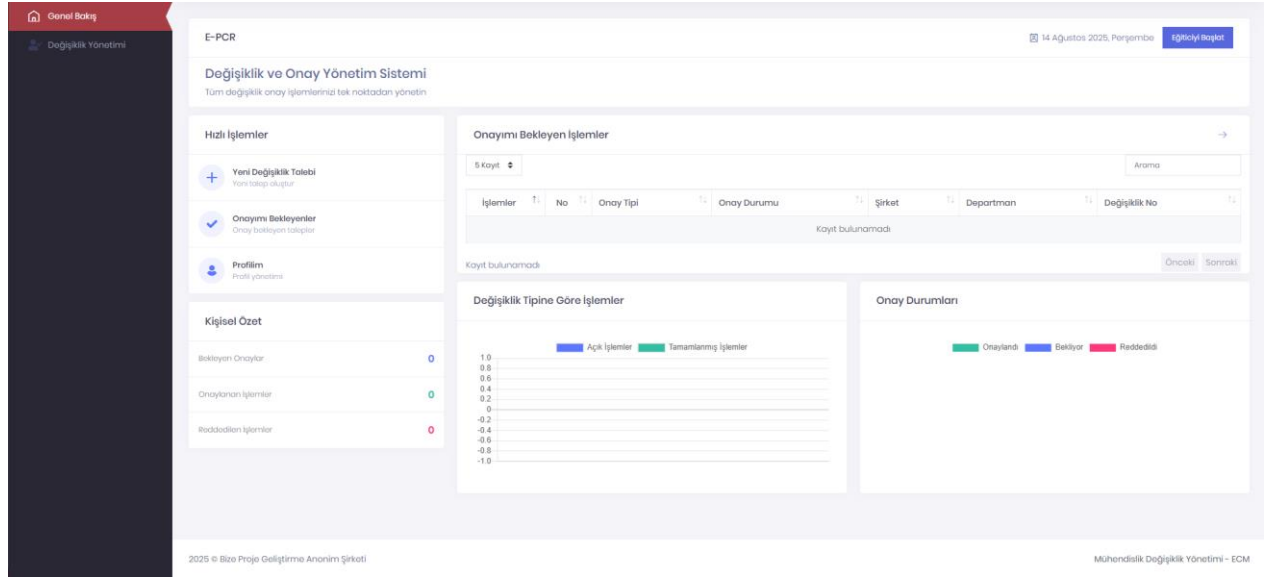 Genel Bakış
Değişiklik Yönetimi
E-PCR
14 Ağustos 2025, Perşembe
Eğiticiyi Başlat
Değişiklik ve Onay Yönetim Sistemi
Tüm değişiklik onay işlemlerinizi tek noktadan yönetin
Hızlı İşlemler
Yeni Değişiklik Talebi
Yeni talep oluştur
Onayımı Bekleyenler
Onay bekleyen talepler
Profilim
Profil yönetimi
Kişisel Özet
Bekleyen Onaylar 0
Onaylanan İşlemler 0
Reddedilen İşlemler 0
Onayımı Bekleyen İşlemler
5 Kayıt
Arama
İşlemler No Onay Tipi Onay Durumu Şirket Departman Değişiklik No
Kayıt bulunamadı
Kayıt bulunamadı
Önceki Sonraki
Değişiklik Tipine Göre İşlemler
Açık İşlemler Tamamlanmış İşlemler
1.0
0.8
0.6
0.4
0.2
0
-0.2
-0.4
-0.6
-0.8
-1.0
Onay Durumları
Onaylandı Bekliyor Reddedildi
2025 © Bize Proje Geliştirme Anonim Şirketi
Mühendislik Değişiklik Yönetimi - ECM